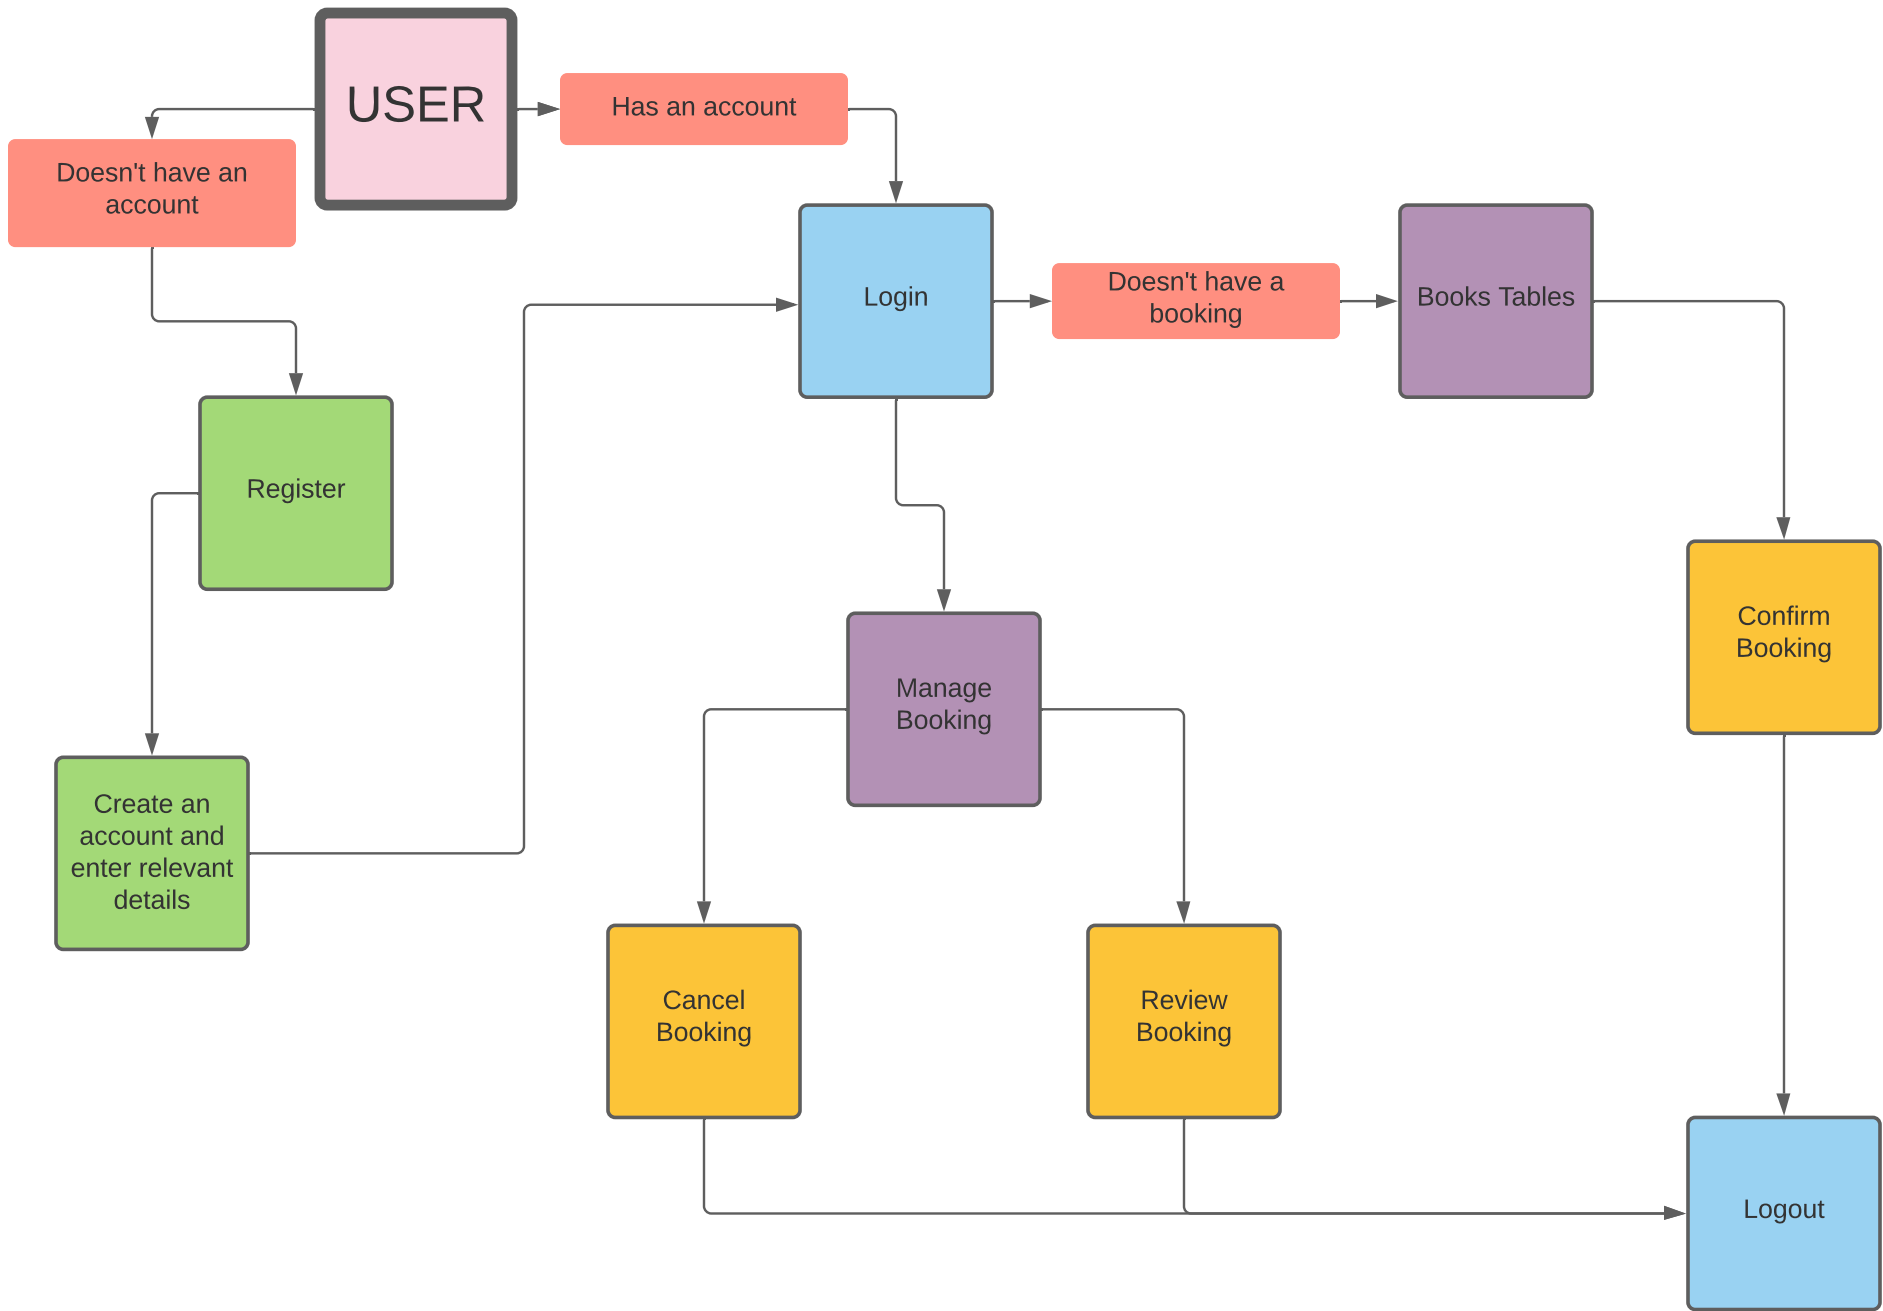 USER
Has an account
Doesn't have an
account
Login
Doesn't have a
booking
Books Tables
Register
Confirm
Booking
Manage
Booking
Create an
account and
enter relevant
details
Cancel
Booking
Review
Booking
Logout